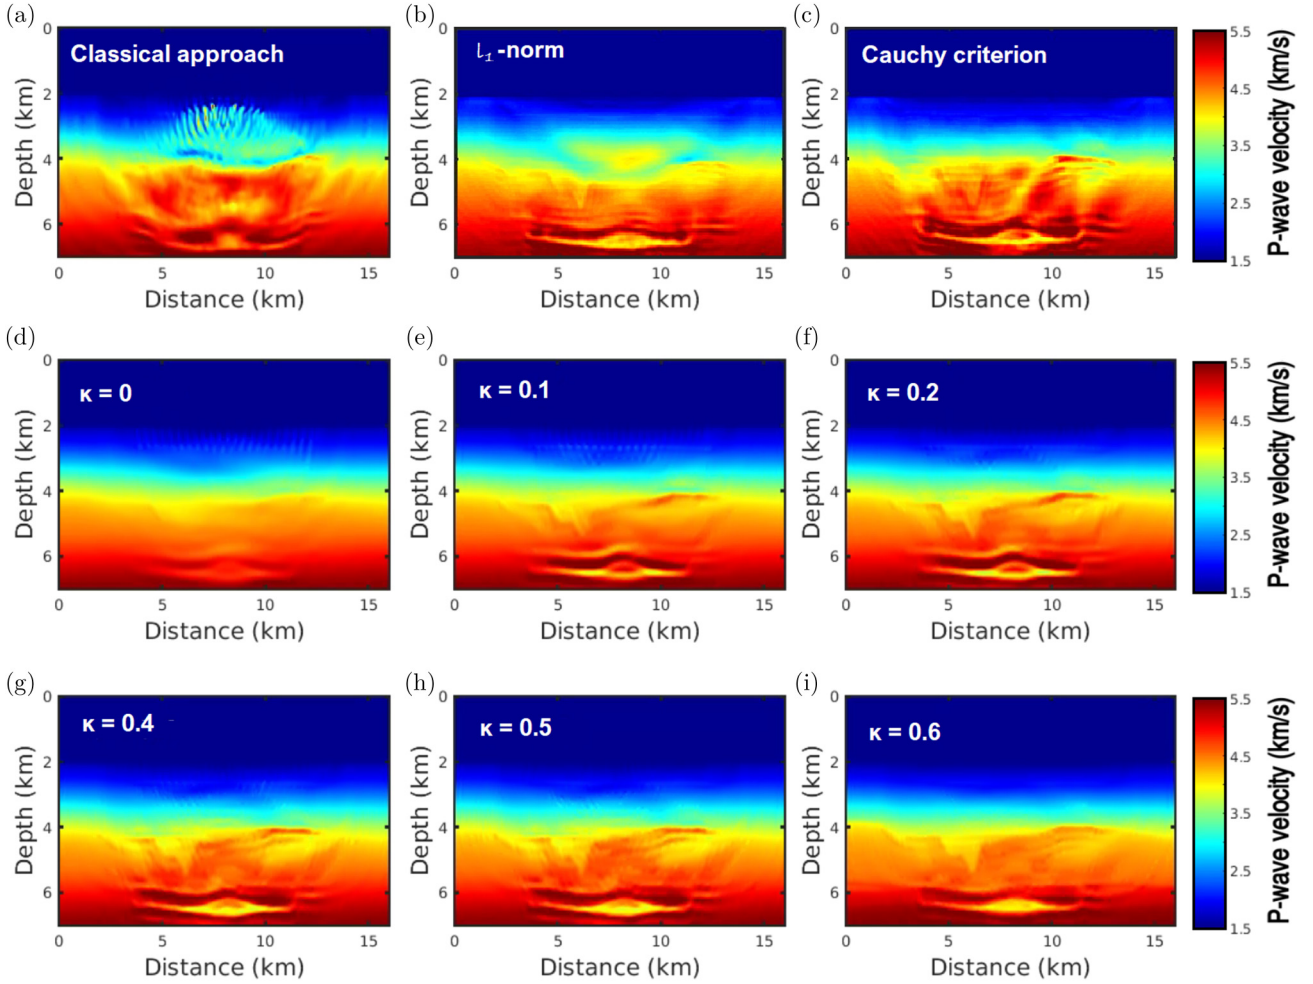 (a)
(b)
(c)
Classical approach
l₁-norm
Cauchy criterion
0
2
4
6
Depth (km)
0
5
10
15
Distance (km)
0
2
4
6
Depth (km)
0
5
10
15
Distance (km)
0
2
4
6
Depth (km)
0
5
10
15
Distance (km)
5.5
4.5
3.5
2.5
1.5
P-wave velocity (km/s)
(d)
(e)
(f)
κ = 0
κ = 0.1
κ = 0.2
0
2
4
6
Depth (km)
0
5
10
15
Distance (km)
0
2
4
6
Depth (km)
0
5
10
15
Distance (km)
0
2
4
6
Depth (km)
0
5
10
15
Distance (km)
5.5
4.5
3.5
2.5
1.5
P-wave velocity (km/s)
(g)
(h)
(i)
κ = 0.4
κ = 0.5
κ = 0.6
0
2
4
6
Depth (km)
0
5
10
15
Distance (km)
0
2
4
6
Depth (km)
0
5
10
15
Distance (km)
0
2
4
6
Depth (km)
0
5
10
15
Distance (km)
5.5
4.5
3.5
2.5
1.5
P-wave velocity (km/s)